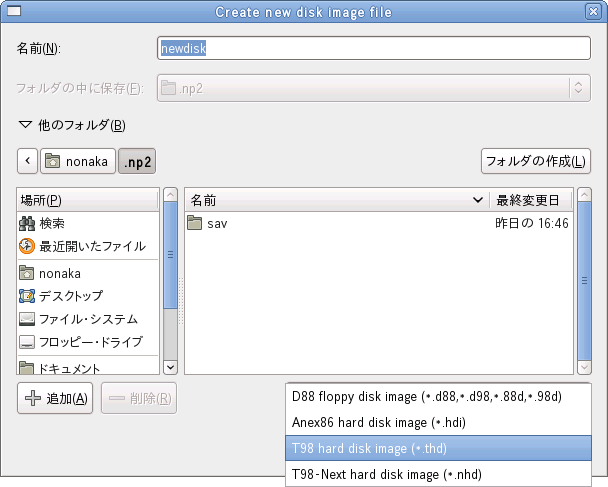 Create new disk image file
名前(N):
newdisk
フォルダの中に保存(F):
.np2
他のフォルダ(B)
nonaka
.np2
フォルダの作成(L)
場所(P)
検索
最近開いたファイル
nonaka
デスクトップ
ファイル・システム
フロッピー・ドライブ
ドキュメント
名前
最終変更日
sav
昨日の 16:46
追加(A)
削除(R)
D88 floppy disk image (*.d88,*.d98,*.88d,*.98d)
Anex86 hard disk image (*.hdi)
T98 hard disk image (*.thd)
T98-Next hard disk image (*.nhd)